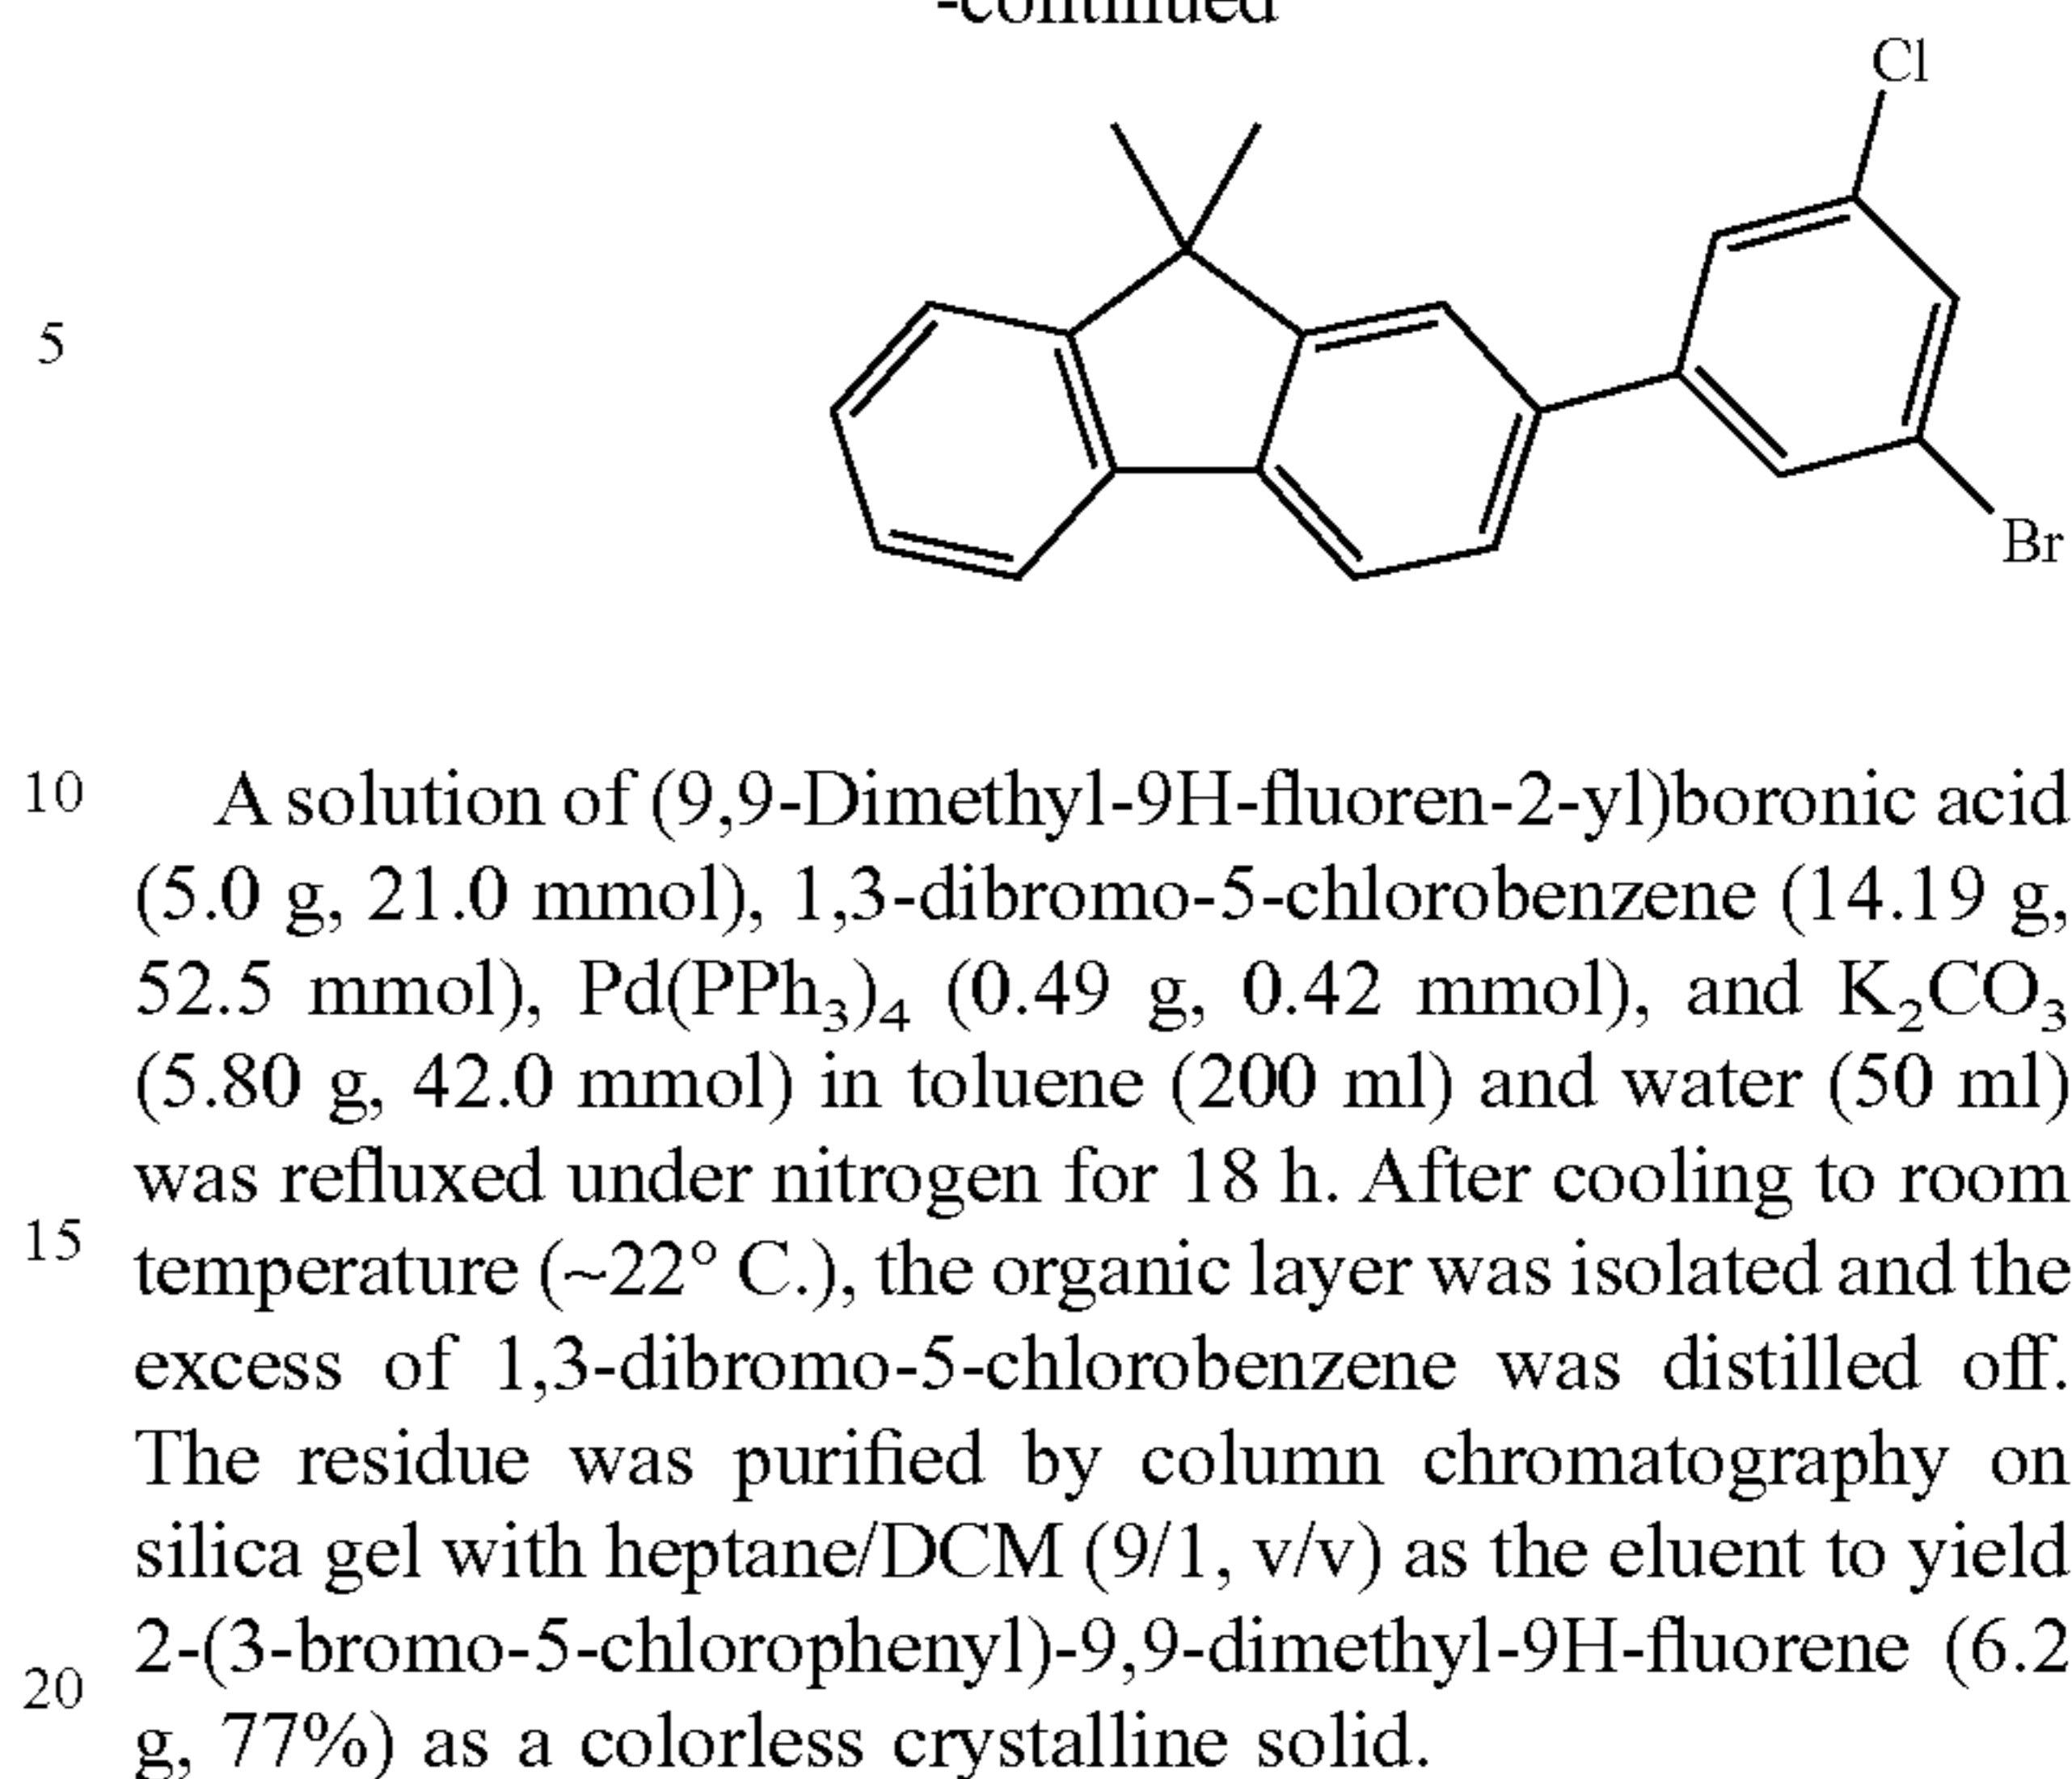 -continued
Cl
5
Br
10 A solution of (9,9-Dimethyl-9H-fluoren-2-yl)boronic acid
(5.0 g, 21.0 mmol), 1,3-dibromo-5-chlorobenzene (14.19 g,
52.5 mmol), Pd(PPh₃)₄ (0.49 g, 0.42 mmol), and K₂CO₃
(5.80 g, 42.0 mmol) in toluene (200 ml) and water (50 ml)
was refluxed under nitrogen for 18 h. After cooling to room
15 temperature (~22° C.), the organic layer was isolated and the
excess of 1,3-dibromo-5-chlorobenzene was distilled off.
The residue was purified by column chromatography on
silica gel with heptane/DCM (9/1, v/v) as the eluent to yield
20 2-(3-bromo-5-chlorophenyl)-9,9-dimethyl-9H-fluorene (6.2
g, 77%) as a colorless crystalline solid.